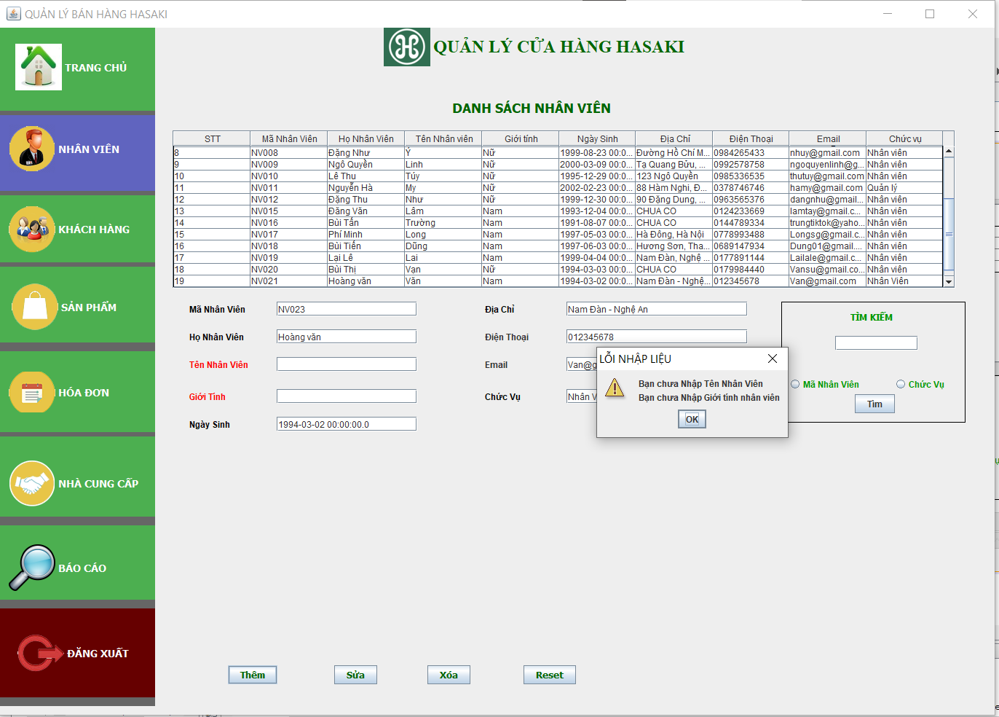 QUẢN LÝ BÁN HÀNG HASAKI
TRANG CHỦ
NHÂN VIÊN
KHÁCH HÀNG
SẢN PHẨM
HÓA ĐƠN
NHÀ CUNG CẤP
BÁO CÁO
ĐĂNG XUẤT
QUẢN LÝ CỬA HÀNG HASAKI
DANH SÁCH NHÂN VIÊN
STT Mã Nhân Viên Họ Nhân Viên Tên Nhân viên Giới tính Ngày Sinh Địa Chỉ Điện Thoại Email Chức vụ
8 NV008 Đặng Như Ý Nữ 1999-08-23 00:0... Đường Hồ Chí M... 0984265433 nhuy@gmail.com Nhân viên
9 NV009 Ngô Quyền Linh Nữ 2000-03-09 00:0... Tạ Quang Bửu, ... 0992578758 ngoquyenlinh@g... Nhân viên
10 NV010 Lê Thu Túy Nữ 1995-12-29 00:0... 123 Ngô Quyền 0985336535 thutuy@gmail.com Nhân viên
11 NV011 Nguyễn Hà My Nữ 2002-02-23 00:0... 88 Hàm Nghi, Đ... 0378746746 hamy@gmail.com Quản lý
12 NV012 Đặng Thu Như Nữ 1999-12-30 00:0... 90 Đặng Dung, ... 0963565376 dangnhu@gmail... Nhân viên
13 NV015 Đăng Văn Lâm Nam 1993-12-04 00:0... CHUA CO 0124233669 lamtay@gmail.c... Nhân viên
14 NV016 Bùi Tấn Trường Nam 1991-08-07 00:0... CHUA CO 0144789334 trungtiktok@yaho... Nhân viên
15 NV017 Phí Minh Long Nam 1997-05-03 00:0... Hà Đông, Hà Nội 0778993488 Longsg@gmail.c... Nhân viên
16 NV018 Bùi Tiến Dũng Nam 1997-06-03 00:0... Hương Sơn, Tha... 0689147934 Dung01@gmail.... Nhân viên
17 NV019 Lại Lê Lai Nam 1999-04-04 00:0... Nam Đàn, Nghệ ... 0177891144 Lailale@gmail.c... Nhân viên
18 NV020 Bùi Thị Vạn Nữ 1994-03-03 00:0... CHUA CO 0179984440 Vansu@gmail.co... Nhân viên
19 NV021 Hoàng văn Văn Nam 1994-03-02 00:0... Nam Đàn - Nghệ... 012345678 Van@gmail.com Nhân Viên
Mã Nhân Viên NV023
Họ Nhân Viên Hoàng văn
Tên Nhân Viên
Giới Tính
Ngày Sinh 1994-03-02 00:00:00.0
Địa Chỉ Nam Đàn - Nghệ An
Điện Thoại 012345678
Email Van@g
Chức Vụ Nhân V
LỖI NHẬP LIỆU
Bạn chưa Nhập Tên Nhân Viên
Bạn chưa Nhập Giới tình nhân viên
OK
TÌM KIẾM
Mã Nhân Viên Chức Vụ
Tìm
Thêm Sửa Xóa Reset